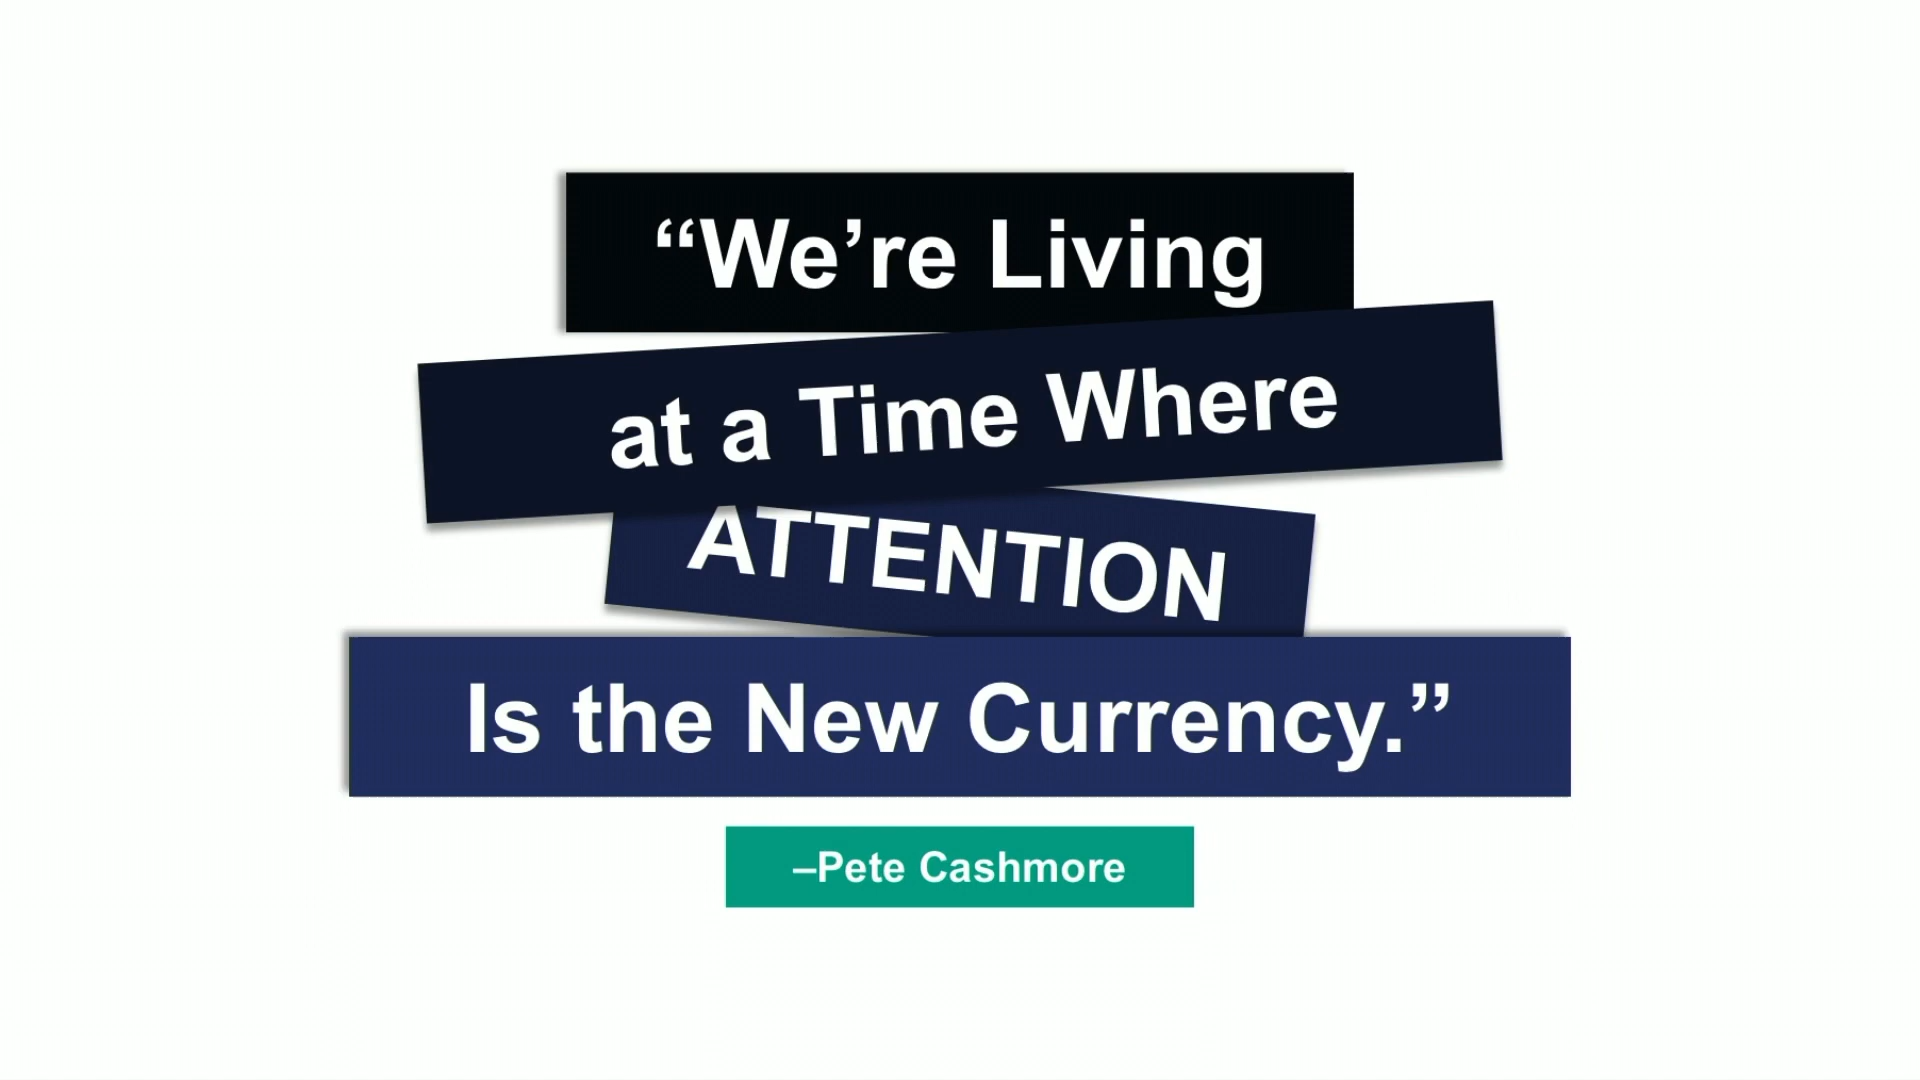 “We’re Living
at a Time Where
ATTENTION
Is the New Currency.”
–Pete Cashmore